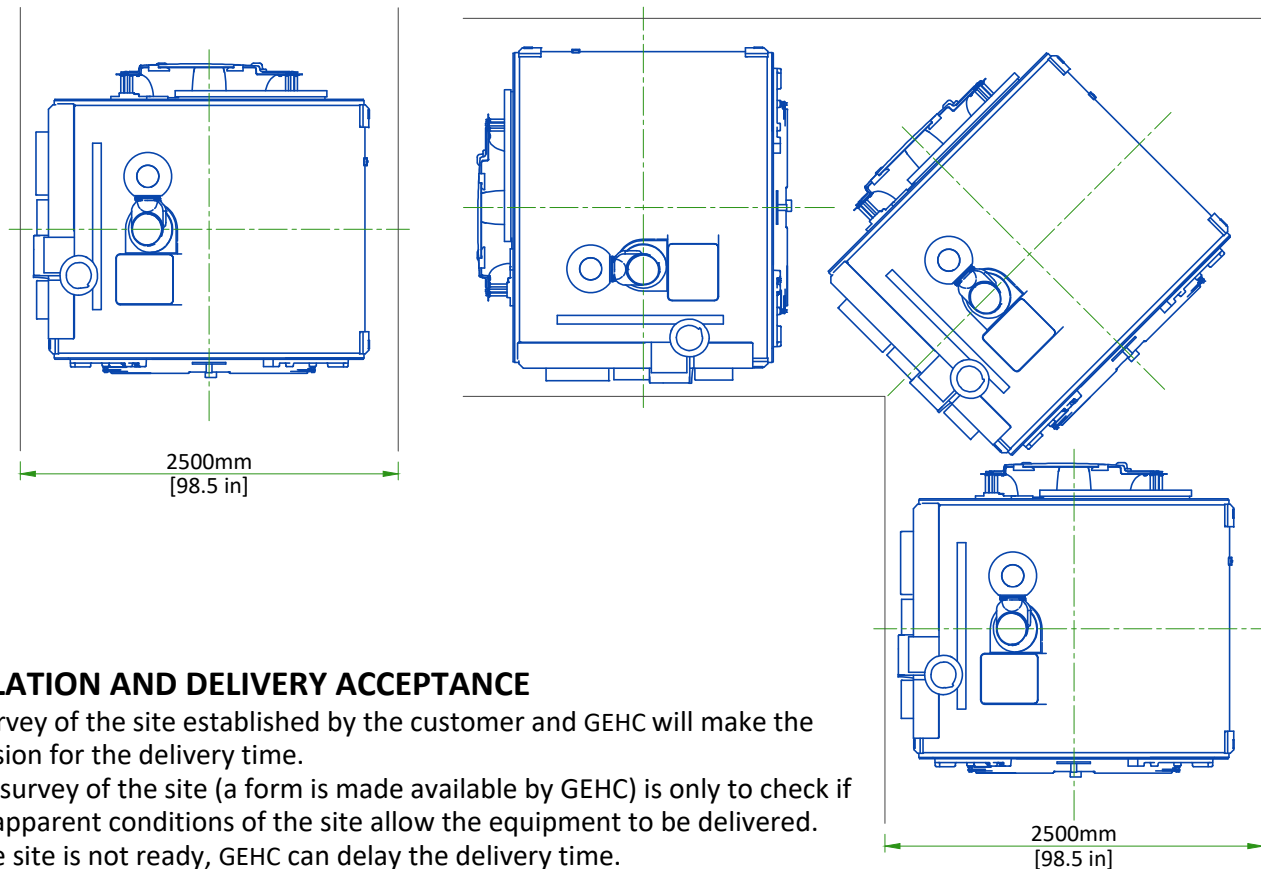 2500mm
[98.5 in]
LATION AND DELIVERY ACCEPTANCE
rvey of the site established by the customer and GEHC will make the
sion for the delivery time.
survey of the site (a form is made available by GEHC) is only to check if
apparent conditions of the site allow the equipment to be delivered.
e site is not ready, GEHC can delay the delivery time.
2500mm
[98.5 in]